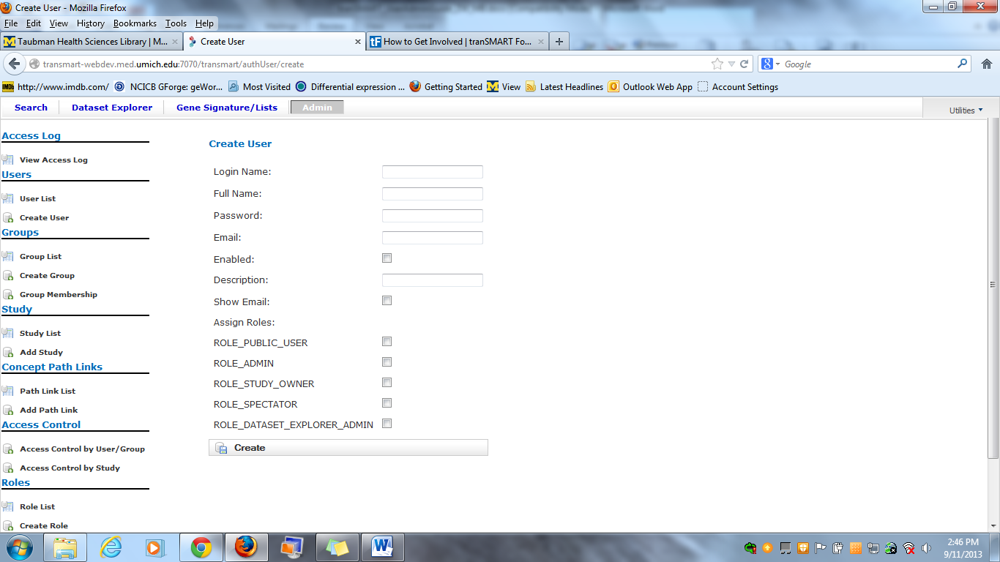 Create User - Mozilla Firefox
File Edit View History Bookmarks Tools Help
Taubman Health Sciences Library | M... Create User How to Get Involved | tranSMART Fo...
transmart-webdev.med.umich.edu:7070/transmart/authUser/create Google
http://www.imdb.com/ NCICB GForge: geWor... Most Visited Differential expression ... Getting Started View Latest Headlines Outlook Web App Account Settings
Search Dataset Explorer Gene Signature/Lists Admin Utilities
Access Log
View Access Log
Users
User List
Create User
Groups
Group List
Create Group
Group Membership
Study
Study List
Add Study
Concept Path Links
Path Link List
Add Path Link
Access Control
Access Control by User/Group
Access Control by Study
Roles
Role List
Create Role
Create User
Login Name:
Full Name:
Password:
Email:
Enabled:
Description:
Show Email:
Assign Roles:
ROLE_PUBLIC_USER
ROLE_ADMIN
ROLE_STUDY_OWNER
ROLE_SPECTATOR
ROLE_DATASET_EXPLORER_ADMIN
Create
2:46 PM
9/11/2013